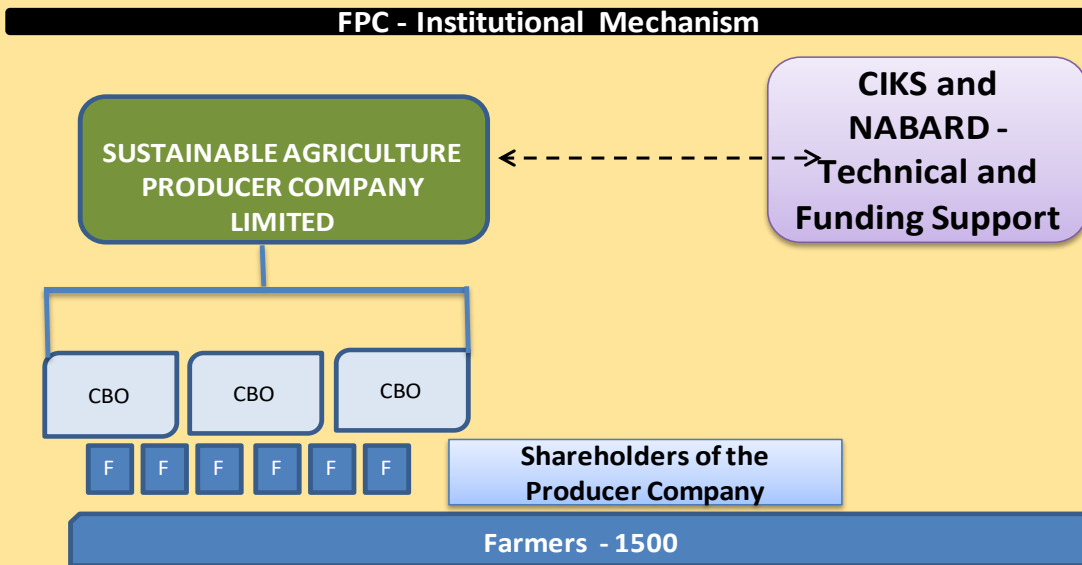 FPC - Institutional Mechanism
CIKS and
NABARD -
Technical and
Funding Support
SUSTAINABLE AGRICULTURE
PRODUCER COMPANY
LIMITED
CBO
CBO
CBO
F F F F F F
Shareholders of the
Producer Company
Farmers - 1500